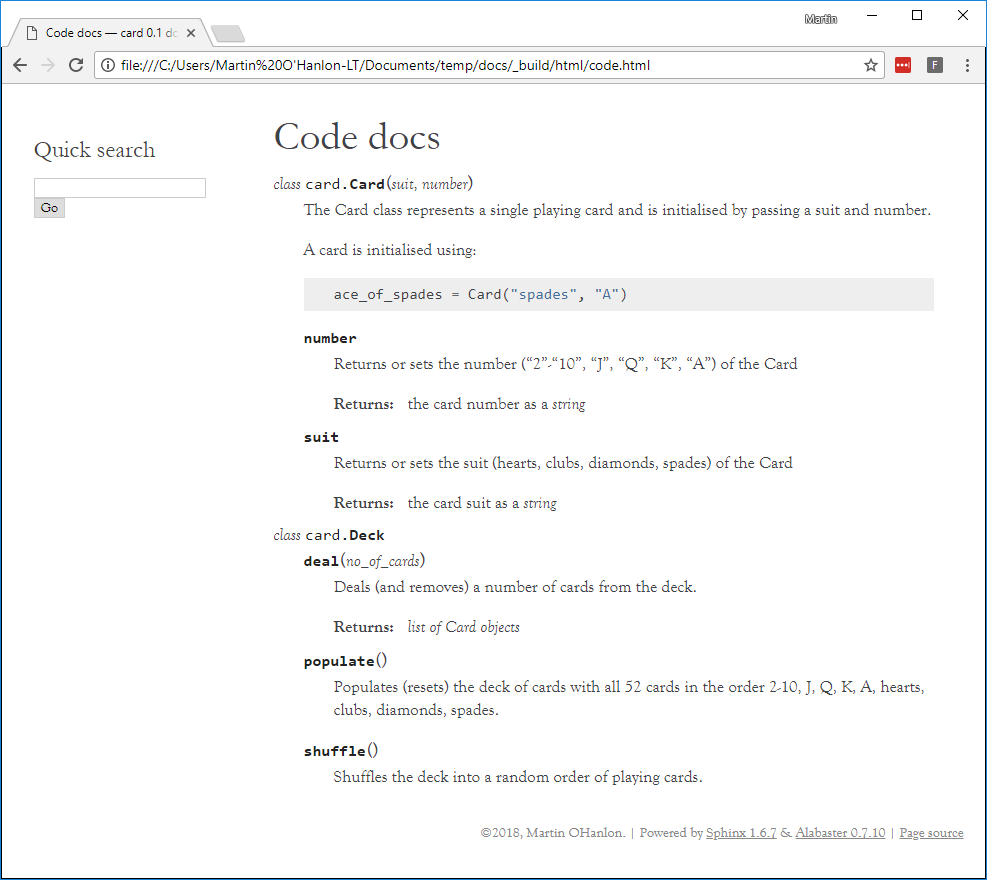 Code docs — card 0.1 do
Martin
file:///C:/Users/Martin%20O'Hanlon-LT/Documents/temp/docs/_build/html/code.html
F
Quick search
Go
Code docs
class card.Card(suit, number)
The Card class represents a single playing card and is initialised by passing a suit and number.
A card is initialised using:
ace_of_spades = Card("spades", "A")
number
Returns or sets the number (“2”-“10”, “J”, “Q”, “K”, “A”) of the Card
Returns: the card number as a string
suit
Returns or sets the suit (hearts, clubs, diamonds, spades) of the Card
Returns: the card suit as a string
class card.Deck
deal(no_of_cards)
Deals (and removes) a number of cards from the deck.
Returns: list of Card objects
populate()
Populates (resets) the deck of cards with all 52 cards in the order 2-10, J, Q, K, A, hearts,
clubs, diamonds, spades.
shuffle()
Shuffles the deck into a random order of playing cards.
©2018, Martin OHanlon. | Powered by Sphinx 1.6.7 & Alabaster 0.7.10 | Page source